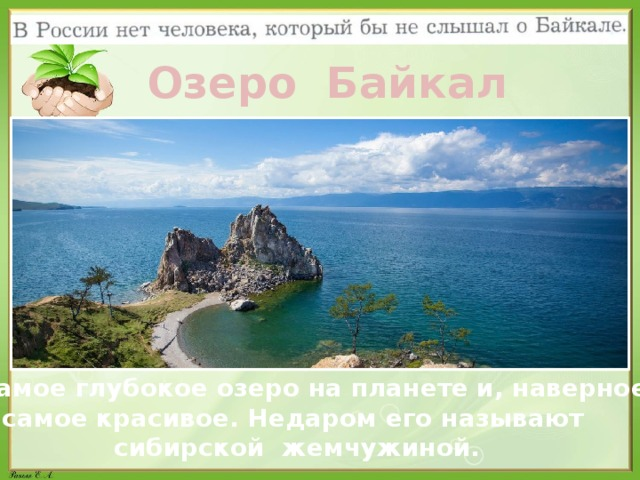 В России нет человека, который бы не слышал о Байкале.
Озеро Байкал
амое глубокое озеро на планете и, наверное
самое красивое. Недаром его называют
сибирской жемчужиной.